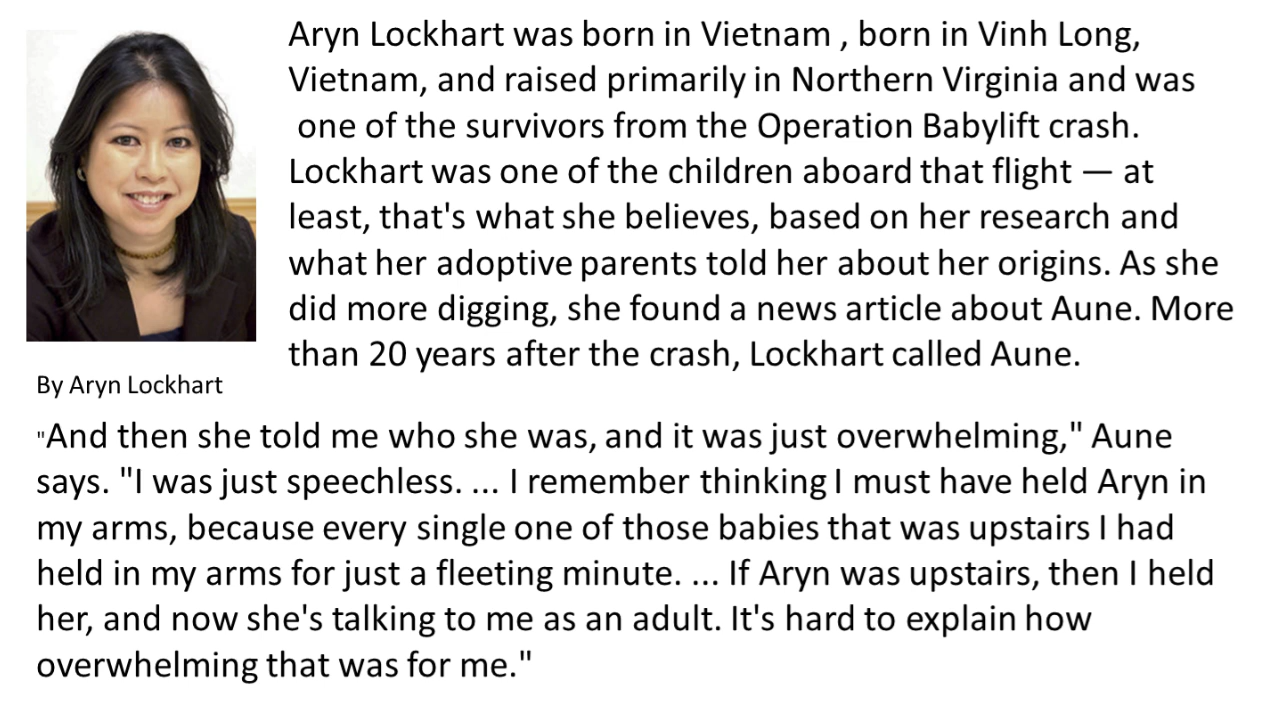 Aryn Lockhart was born in Vietnam , born in Vinh Long,
Vietnam, and raised primarily in Northern Virginia and was
one of the survivors from the Operation Babylift crash.
Lockhart was one of the children aboard that flight — at
least, that's what she believes, based on her research and
what her adoptive parents told her about her origins. As she
did more digging, she found a news article about Aune. More
than 20 years after the crash, Lockhart called Aune.
By Aryn Lockhart
"And then she told me who she was, and it was just overwhelming," Aune
says. "I was just speechless. ... I remember thinking I must have held Aryn in
my arms, because every single one of those babies that was upstairs I had
held in my arms for just a fleeting minute. ... If Aryn was upstairs, then I held
her, and now she's talking to me as an adult. It's hard to explain how
overwhelming that was for me."